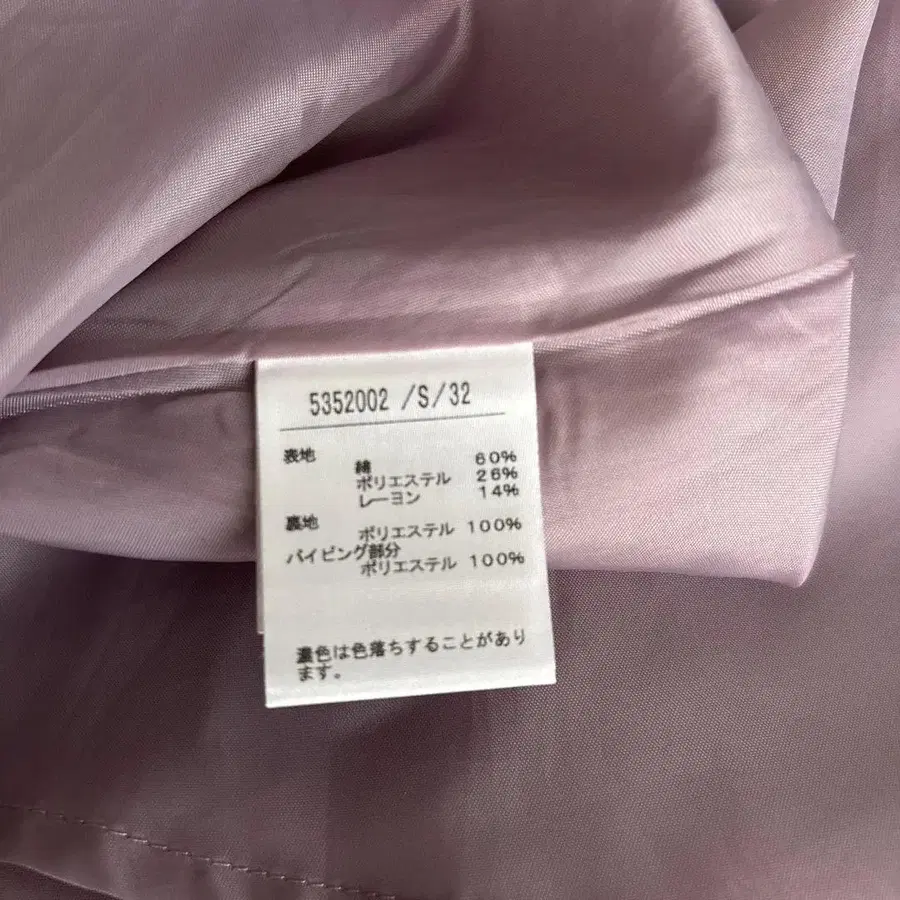 5352002 /S/32
表地
綿 60%
ポリエステル 26%
レーヨン 14%
裏地
ポリエステル 100%
パイピング部分
ポリエステル 100%
濃色は色落ちすることがあり
ます。